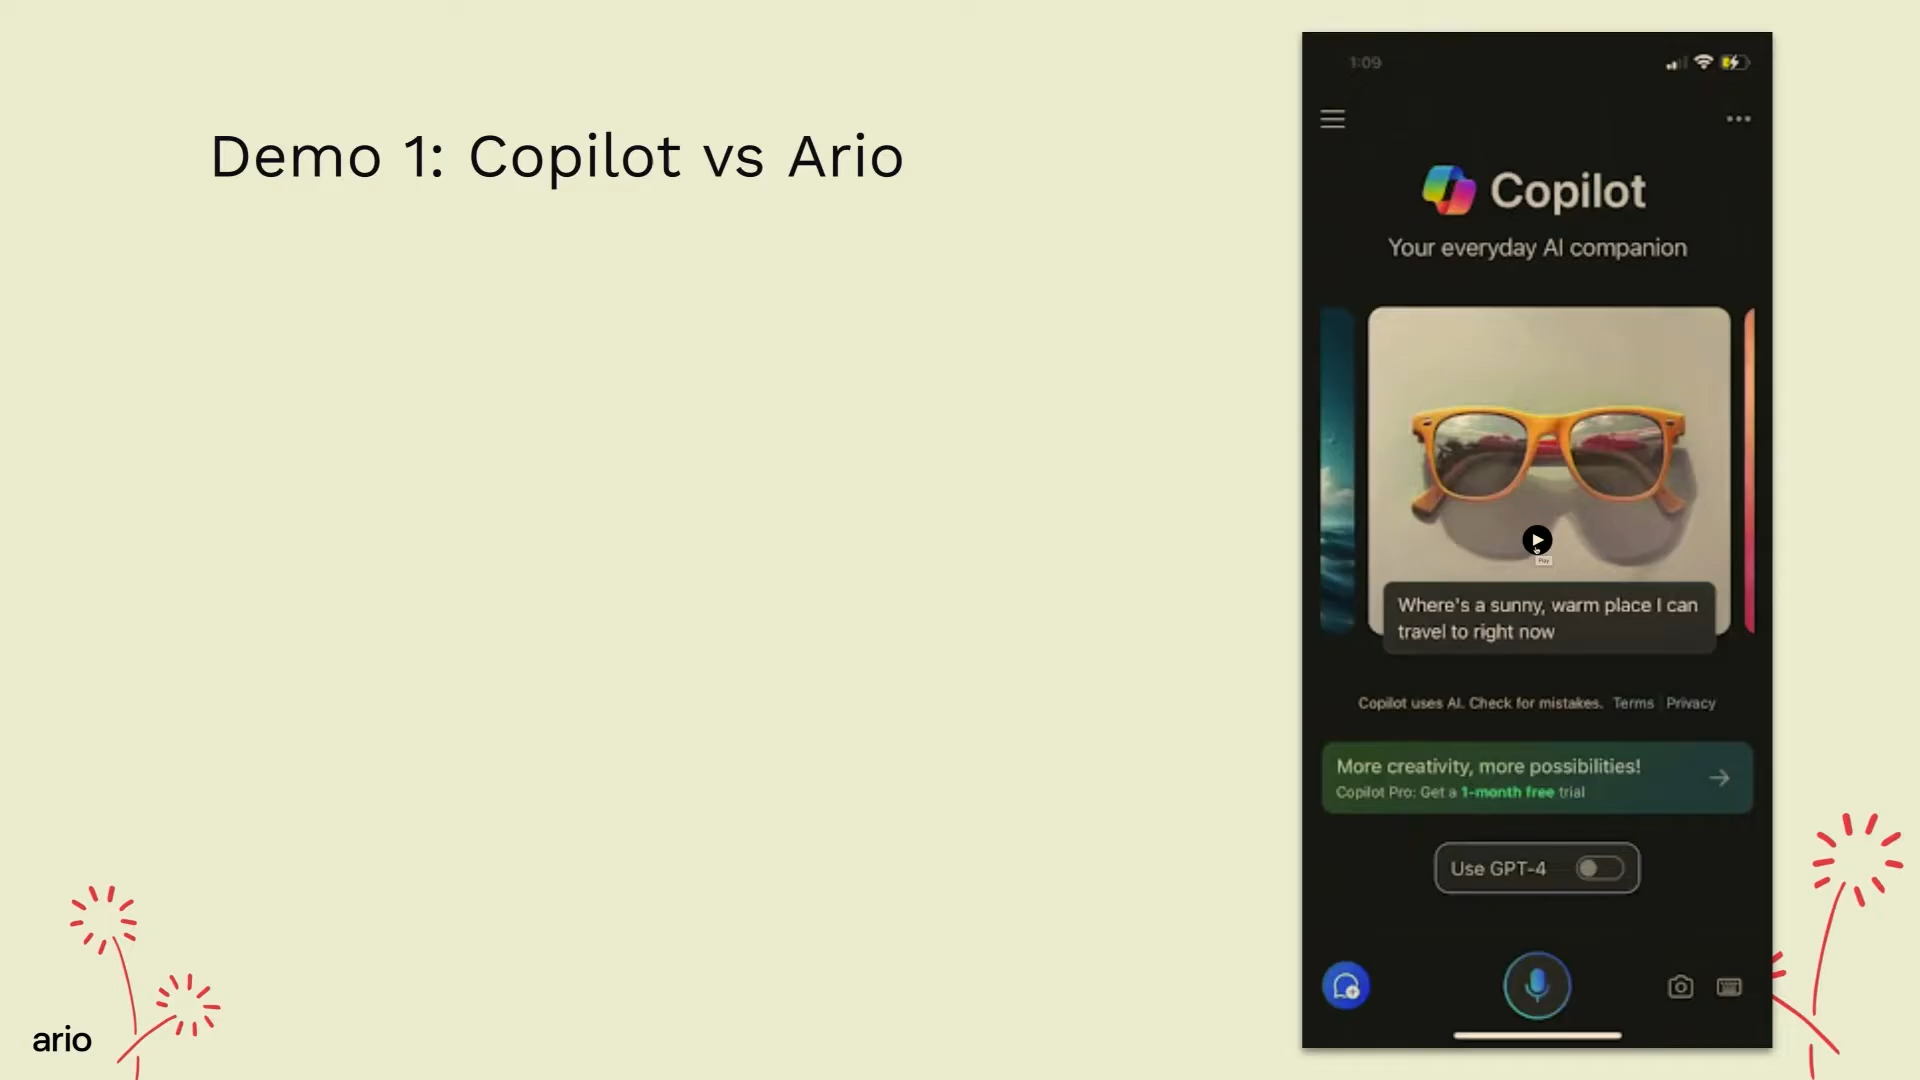 Demo 1: Copilot vs Ario
1:09
Copilot
Your everyday AI companion
Play
Where's a sunny, warm place I can
travel to right now
Copilot uses AI. Check for mistakes. Terms Privacy
More creativity, more possibilities!
Copilot Pro: Get a 1-month free trial
Use GPT-4
ario